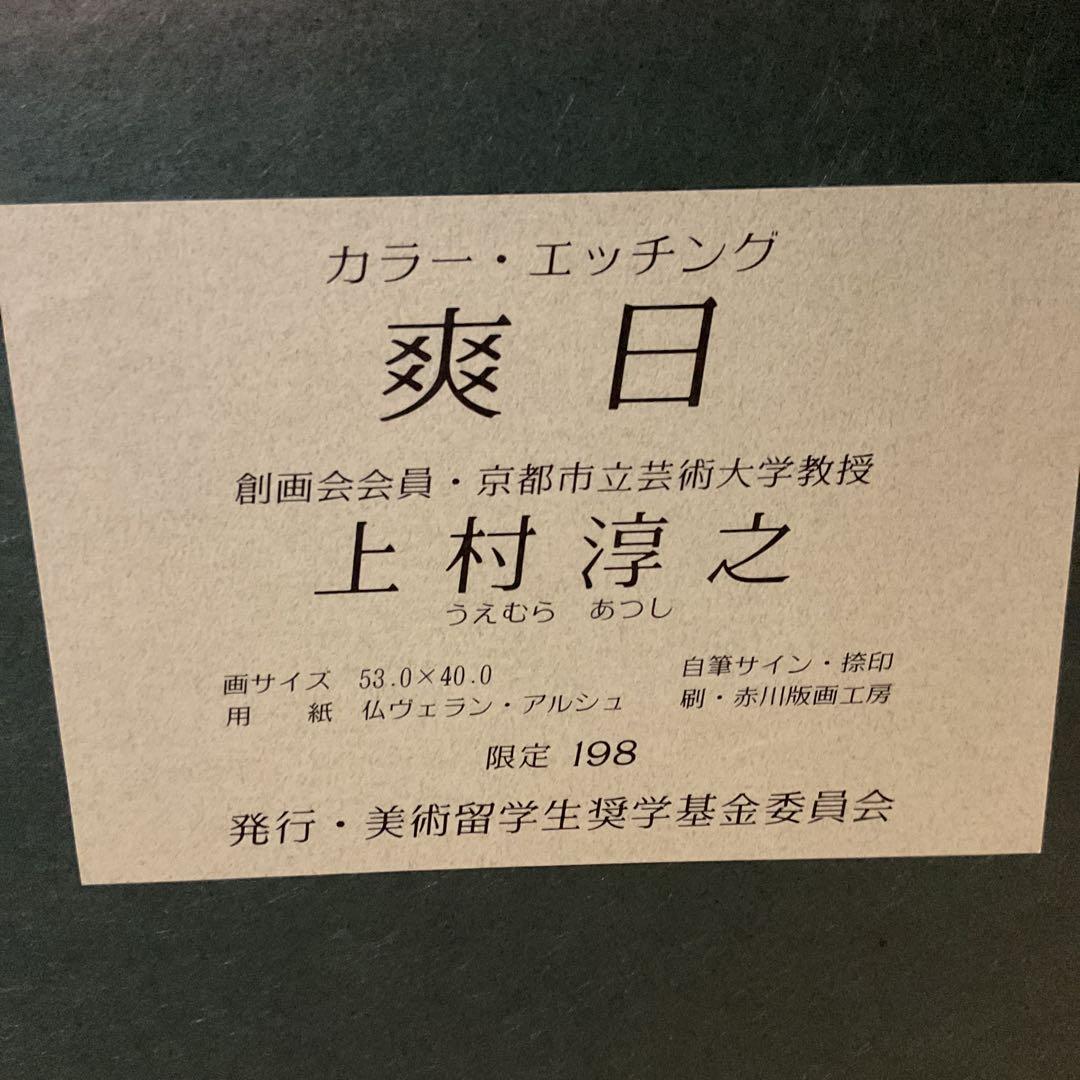 カラー・エッチング
爽日
創画会会員・京都市立芸術大学教授
上村淳之
うえむら あつし
画サイズ 53.0×40.0 自筆サイン・捺印
用紙 仏ヴェラン・アルシュ 刷・赤川版画工房
限定 198
発行・美術留学生奨学基金委員会